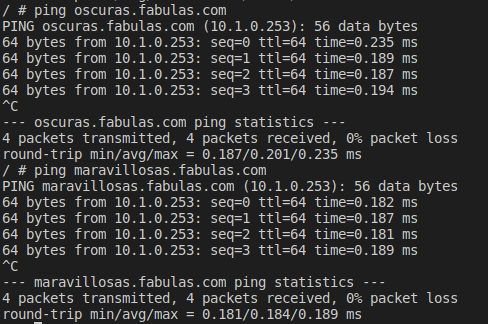 / # ping oscuras.fabulas.com
PING oscuras.fabulas.com (10.1.0.253): 56 data bytes
64 bytes from 10.1.0.253: seq=0 ttl=64 time=0.235 ms
64 bytes from 10.1.0.253: seq=1 ttl=64 time=0.189 ms
64 bytes from 10.1.0.253: seq=2 ttl=64 time=0.187 ms
64 bytes from 10.1.0.253: seq=3 ttl=64 time=0.194 ms
^C
--- oscuras.fabulas.com ping statistics ---
4 packets transmitted, 4 packets received, 0% packet loss
round-trip min/avg/max = 0.187/0.201/0.235 ms
/ # ping maravillosas.fabulas.com
PING maravillosas.fabulas.com (10.1.0.253): 56 data bytes
64 bytes from 10.1.0.253: seq=0 ttl=64 time=0.182 ms
64 bytes from 10.1.0.253: seq=1 ttl=64 time=0.187 ms
64 bytes from 10.1.0.253: seq=2 ttl=64 time=0.181 ms
64 bytes from 10.1.0.253: seq=3 ttl=64 time=0.189 ms
^C
--- maravillosas.fabulas.com ping statistics ---
4 packets transmitted, 4 packets received, 0% packet loss
round-trip min/avg/max = 0.181/0.184/0.189 ms